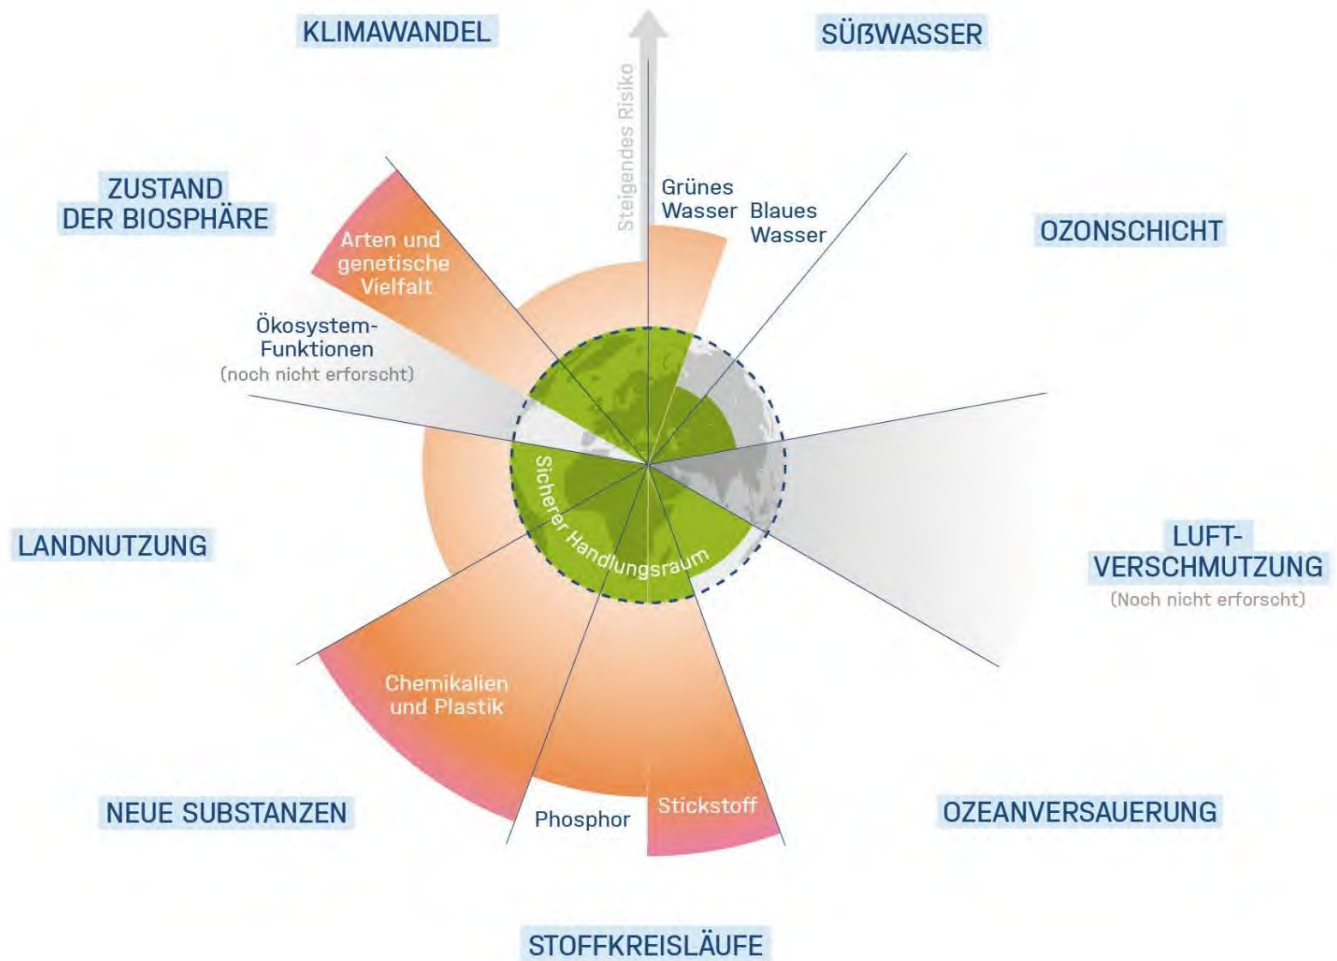 KLIMAWANDEL
SÜẞWASSER
Steigendes Risiko
Grünes
Wasser
Blaues
Wasser
ZUSTAND
DER BIOSPHÄRE
OZONSCHICHT
Arten und
genetische
Vielfalt
Ökosystem-
Funktionen
(noch nicht erforscht)
Sicherer Handlungsraum
LANDNUTZUNG
LUFT-
VERSCHMUTZUNG
(Noch nicht erforscht)
Chemikalien
und Plastik
NEUE SUBSTANZEN
Phosphor
Stickstoff
OZEANVERSAUERUNG
STOFFKREISLÄUFE